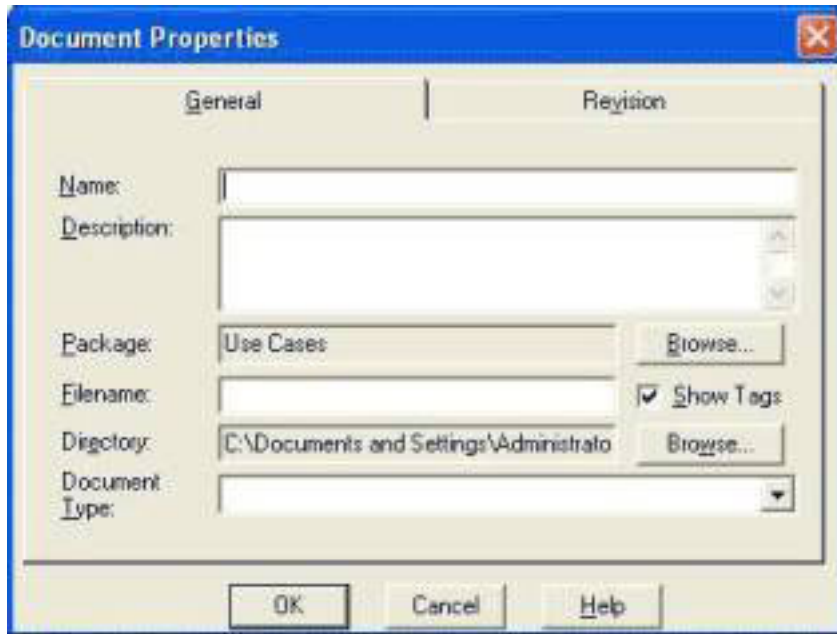 Document Properties
General Revision
Name:
Description:
Package: Use Cases Browse...
Filename: Show Tags
Directory: C:\Documents and Settings\Administrato Browse...
Document
Type:
OK Cancel Help